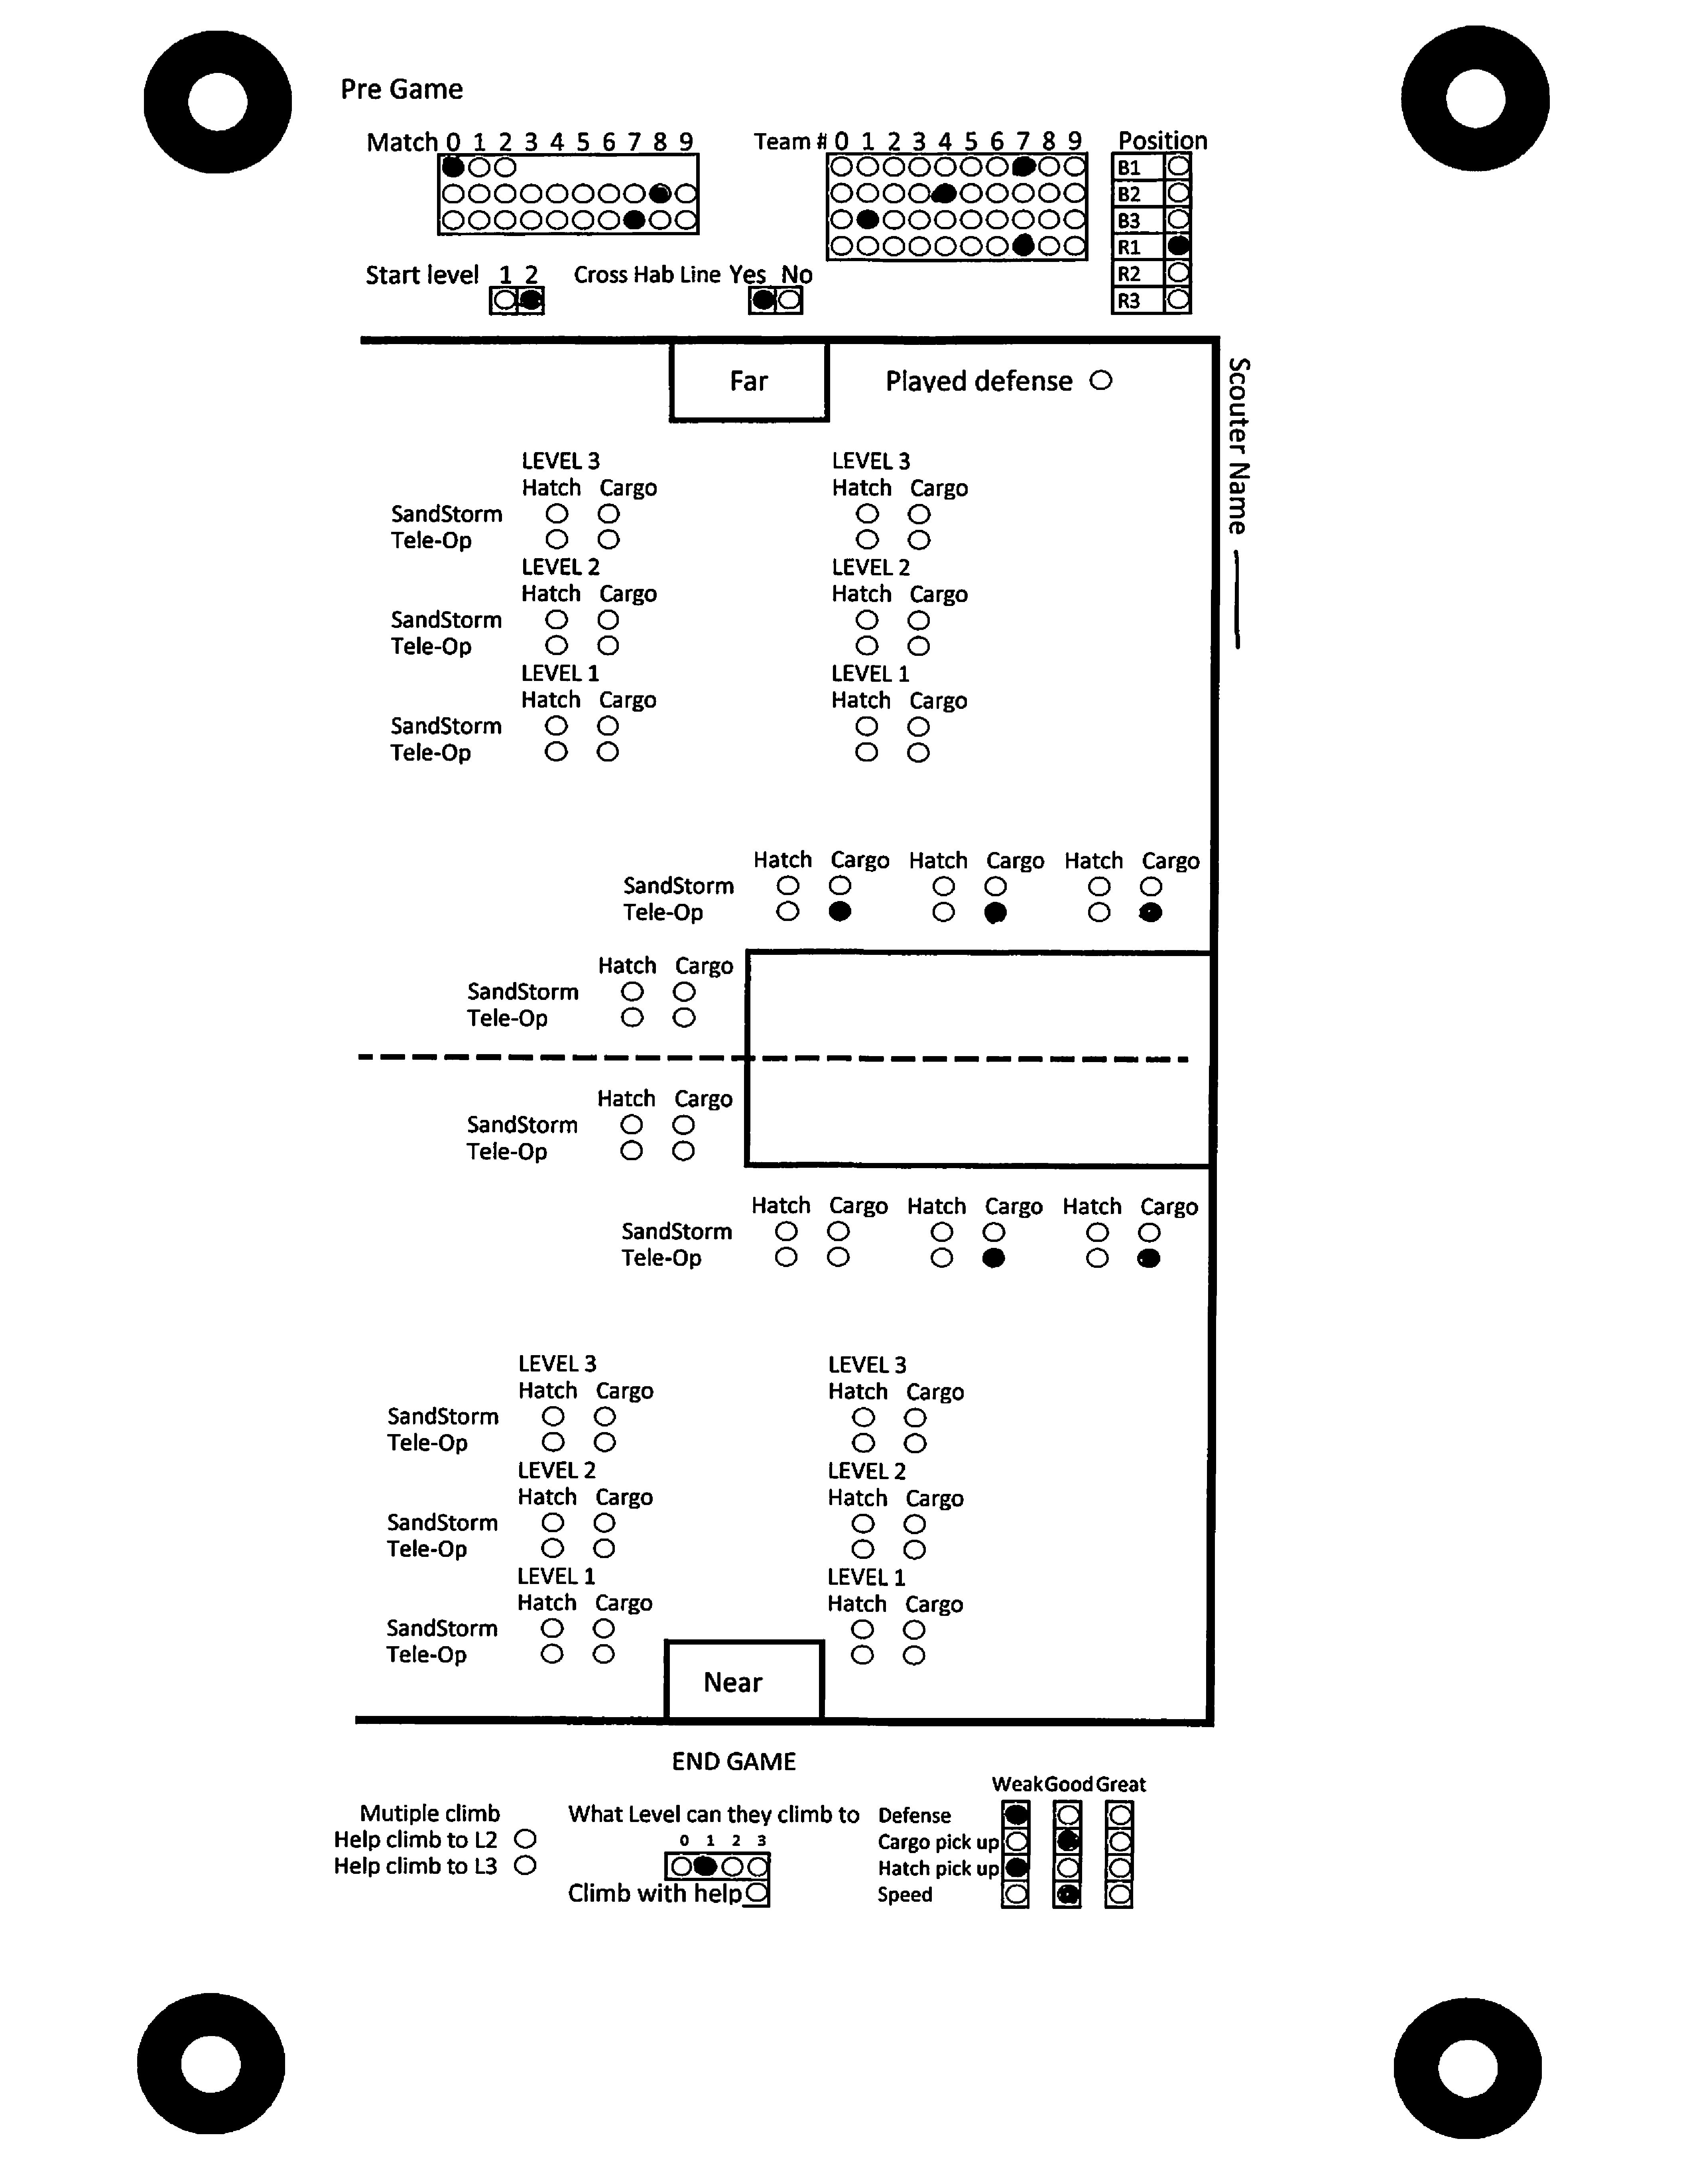 Pre Game
Match 0 1 2 3 4 5 6 7 8 9
Team # 0 1 2 3 4 5 6 7 8 9
Position
B1
B2
B3
R1
R2
R3
Start level 1 2
Cross Hab Line Yes No
Far
Played defense
Scouter Name
LEVEL 3 LEVEL 3
Hatch Cargo Hatch Cargo
SandStorm
Tele-Op
LEVEL 2 LEVEL 2
Hatch Cargo Hatch Cargo
SandStorm
Tele-Op
LEVEL 1 LEVEL 1
Hatch Cargo Hatch Cargo
SandStorm
Tele-Op
Hatch Cargo Hatch Cargo Hatch Cargo
SandStorm
Tele-Op
Hatch Cargo
SandStorm
Tele-Op
Hatch Cargo
SandStorm
Tele-Op
Hatch Cargo Hatch Cargo Hatch Cargo
SandStorm
Tele-Op
LEVEL 3 LEVEL 3
Hatch Cargo Hatch Cargo
SandStorm
Tele-Op
LEVEL 2 LEVEL 2
Hatch Cargo Hatch Cargo
SandStorm
Tele-Op
LEVEL 1 LEVEL 1
Hatch Cargo Hatch Cargo
SandStorm
Tele-Op
Near
END GAME
Mutiple climb
Help climb to L2
Help climb to L3
What Level can they climb to
0 1 2 3
Climb with help
Weak Good Great
Defense
Cargo pick up
Hatch pick up
Speed